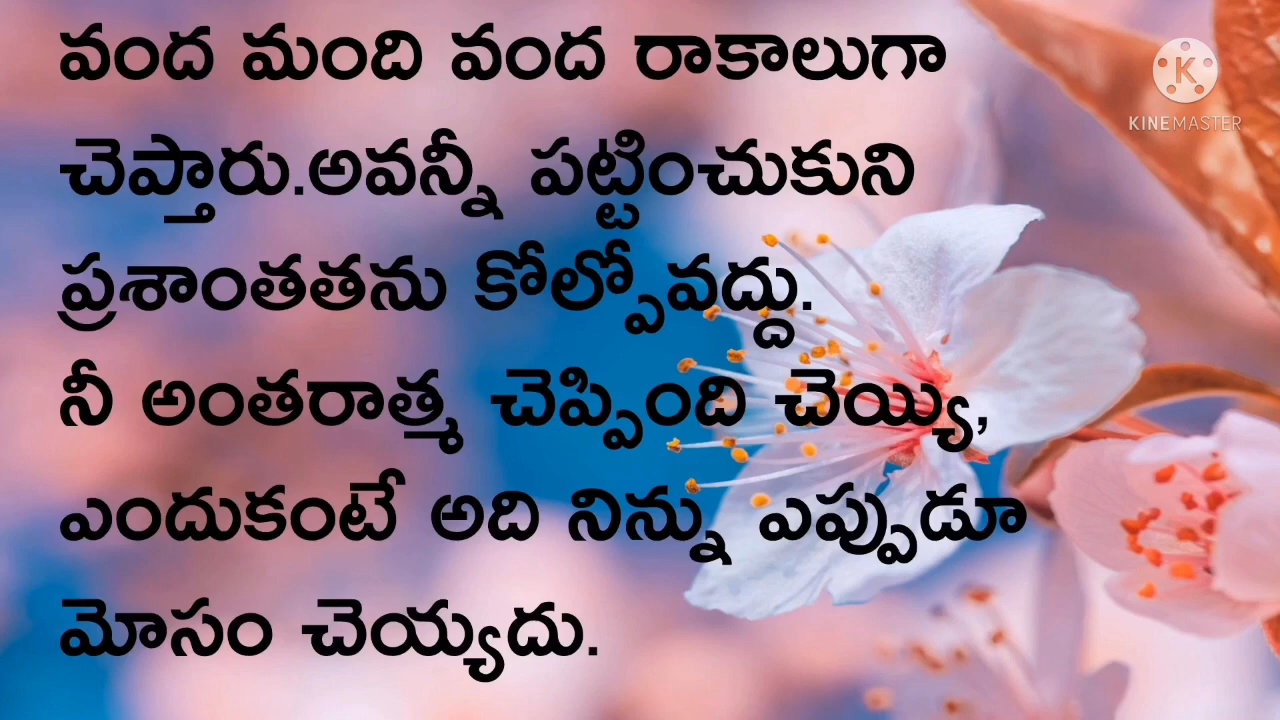 వంద మంది వంద రాకాలుగా
చెప్తారు.అవన్నీ పట్టించుకుని
ప్రశాంతతను కోల్పోవద్దు.
నీ అంతరాత్మ చెప్పింది చెయ్యి,
ఎందుకంటే అది నిన్ను ఎప్పుడూ
మోసం చెయ్యదు.
K
KINEMASTER